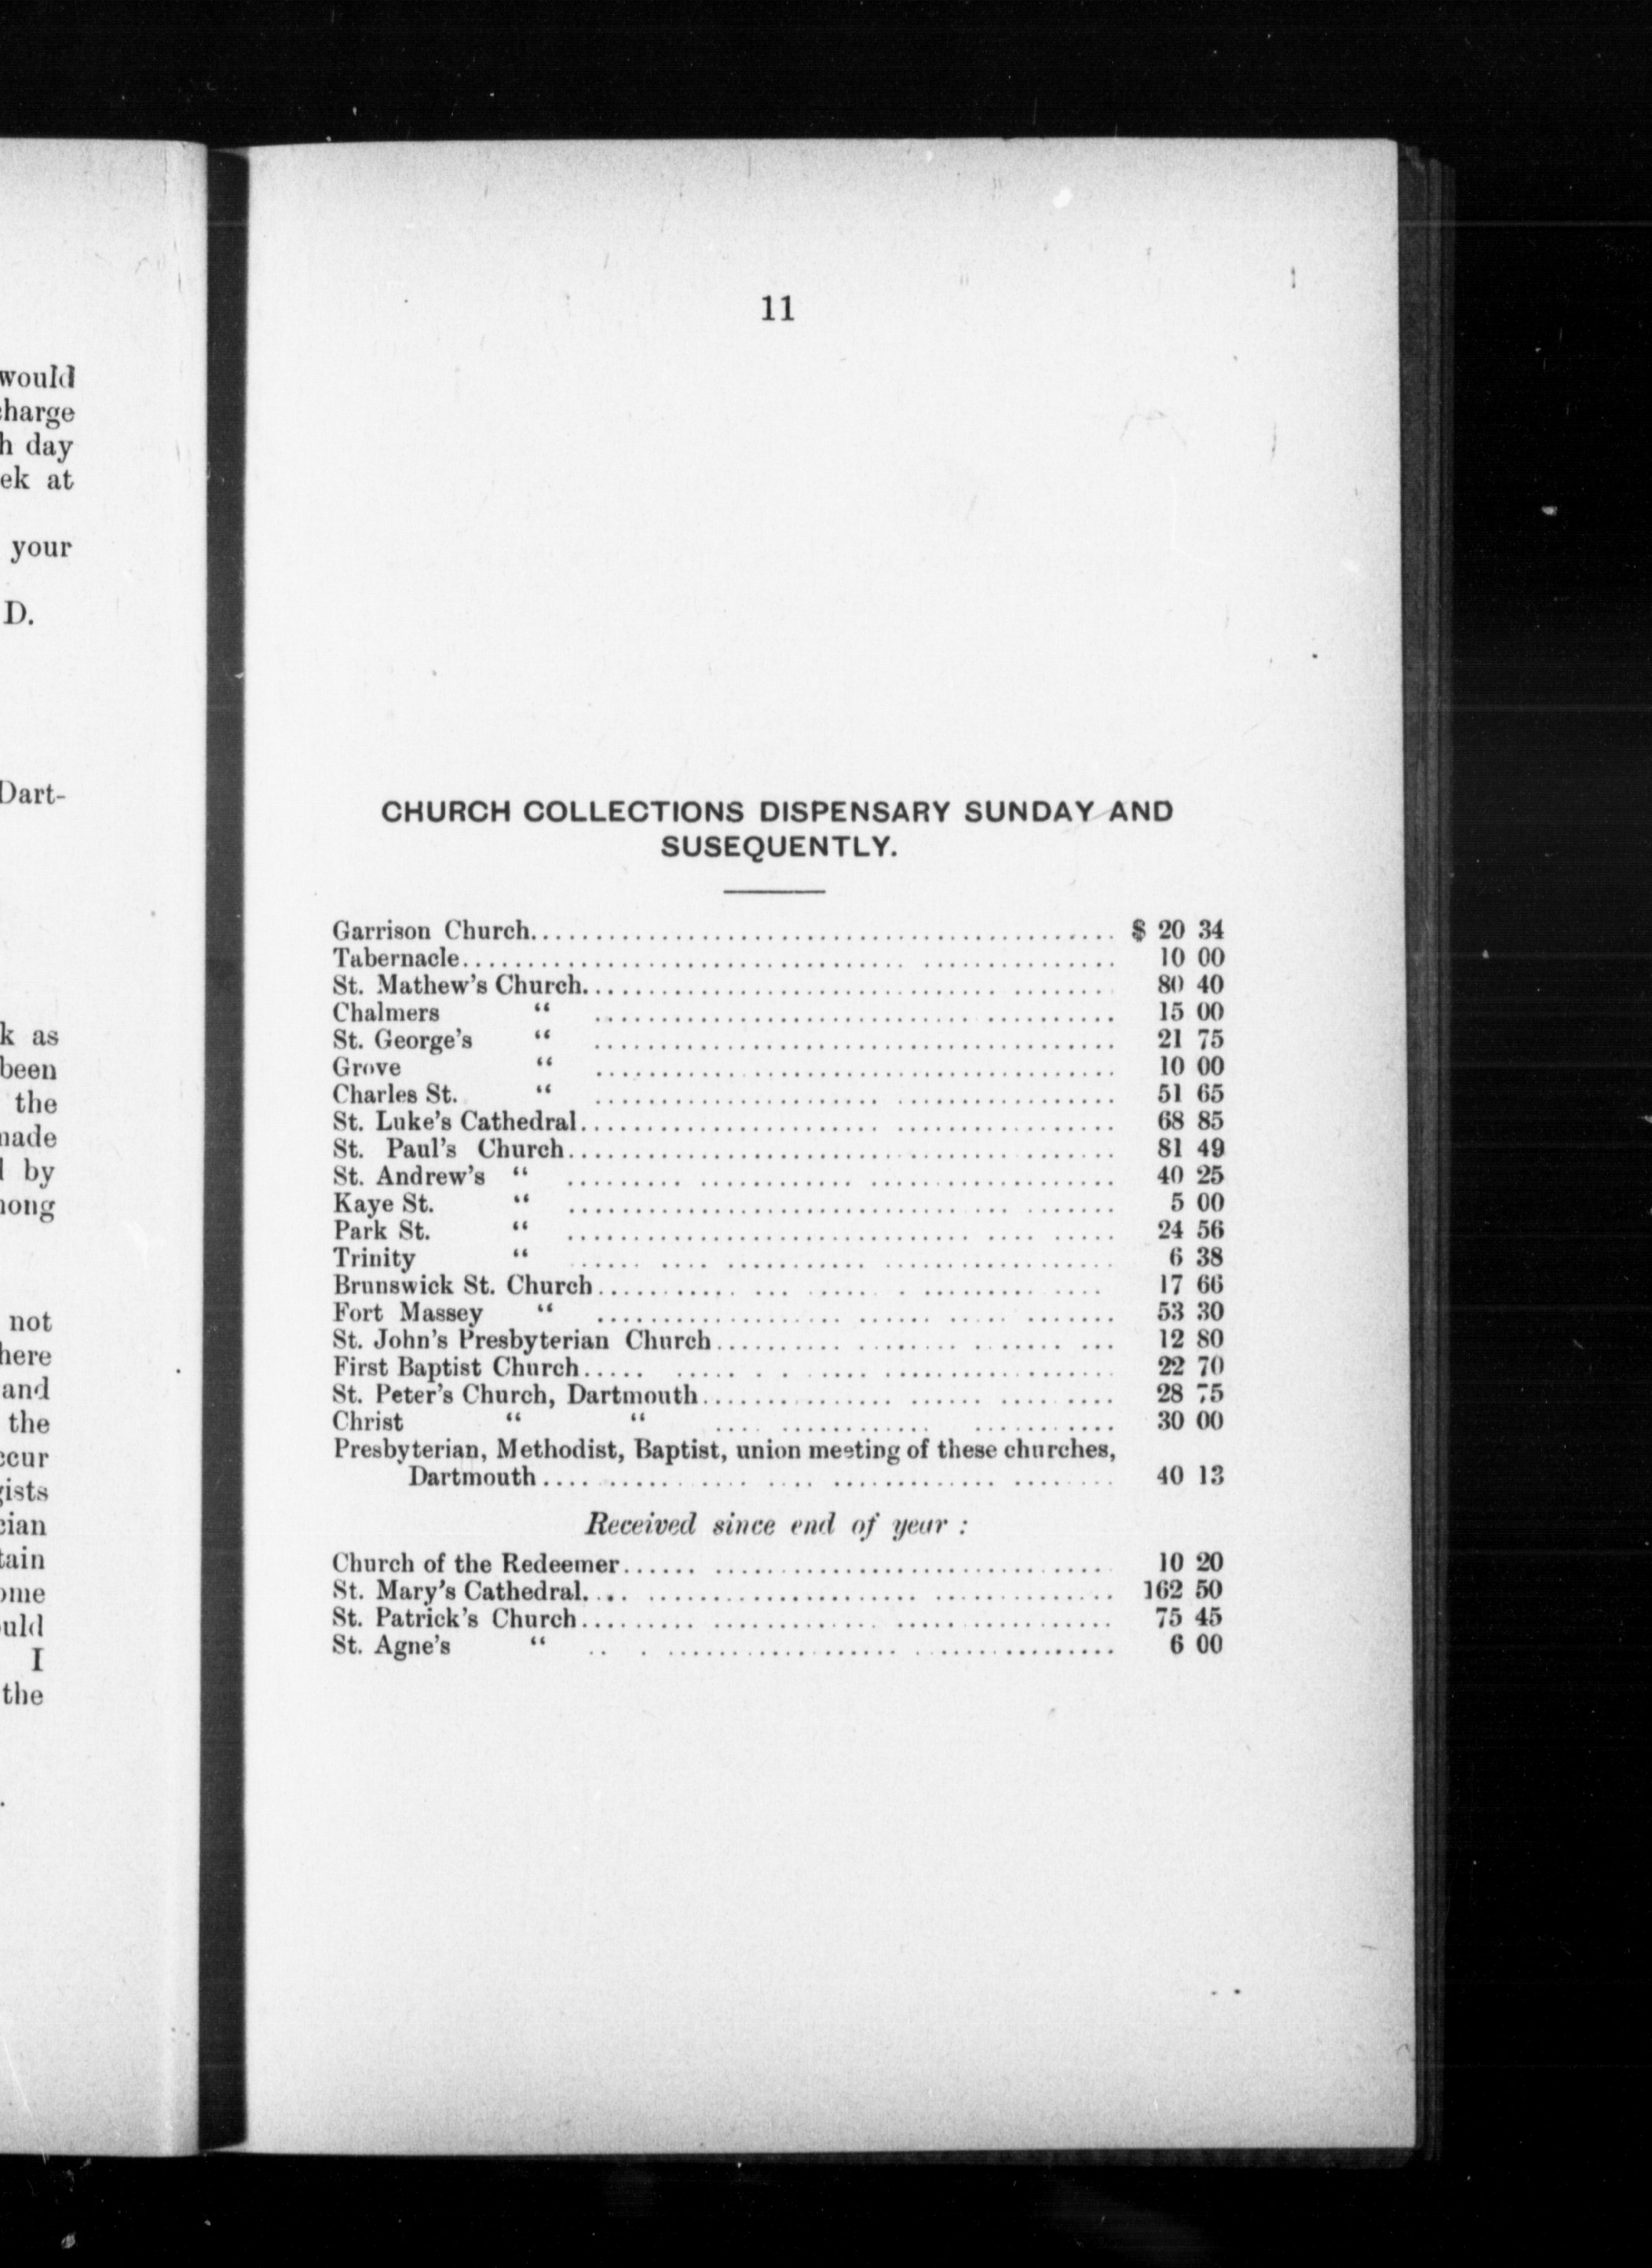 would
charge
h day
ek at
your
D.
Dart-
k as
been
the
made
l by
mong
not
here
and
the
ccur
gists
cian
tain
ome
ould
I
the
11
CHURCH COLLECTIONS DISPENSARY SUNDAY AND
SUSEQUENTLY.
Garrison Church.......... $ 20 34
Tabernacle.......... 10 00
St. Mathew's Church.......... 80 40
Chalmers “ .......... 15 00
St. George's “ .......... 21 75
Grove “ .......... 10 00
Charles St. “ .......... 51 65
St. Luke's Cathedral.......... 68 85
St. Paul's Church.......... 81 49
St. Andrew's “ .......... 40 25
Kaye St. “ .......... 5 00
Park St. “ .......... 24 56
Trinity “ .......... 6 38
Brunswick St. Church.......... 17 66
Fort Massey “ .......... 53 30
St. John's Presbyterian Church.......... 12 80
First Baptist Church.......... 22 70
St. Peter's Church, Dartmouth.......... 28 75
Christ “ “ .......... 30 00
Presbyterian, Methodist, Baptist, union meeting of these churches,
Dartmouth.......... 40 13
Received since end of year :
Church of the Redeemer.......... 10 20
St. Mary's Cathedral.......... 162 50
St. Patrick's Church.......... 75 45
St. Agne's “ .......... 6 00